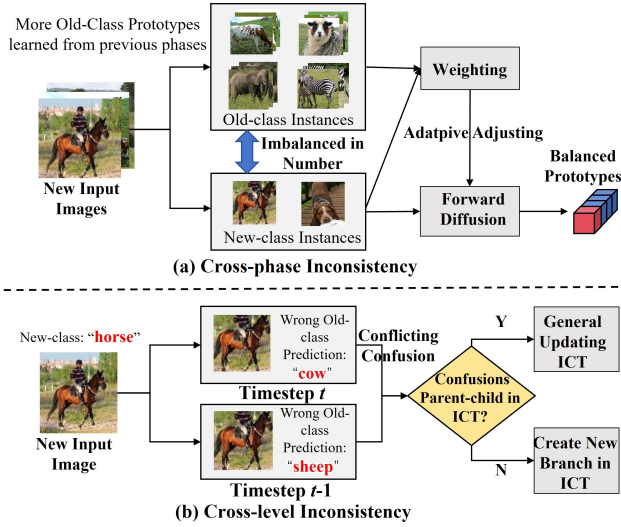 More Old-Class Prototypes
learned from previous phases
New Input
Images
Old-class Instances
Imbalanced in
Number
New-class Instances
Weighting
Adatpive Adjusting
Forward
Diffusion
Balanced
Prototypes
(a) Cross-phase Inconsistency
New-class: “horse”
New Input
Image
Wrong Old-
class
Prediction:
“cow”
Timestep t
Wrong Old-
class
Prediction:
“sheep”
Timestep t-1
Conflicting
Confusion
Confusions
Parent-child in
ICT?
Y
N
General
Updating
ICT
Create New
Branch in
ICT
(b) Cross-level Inconsistency